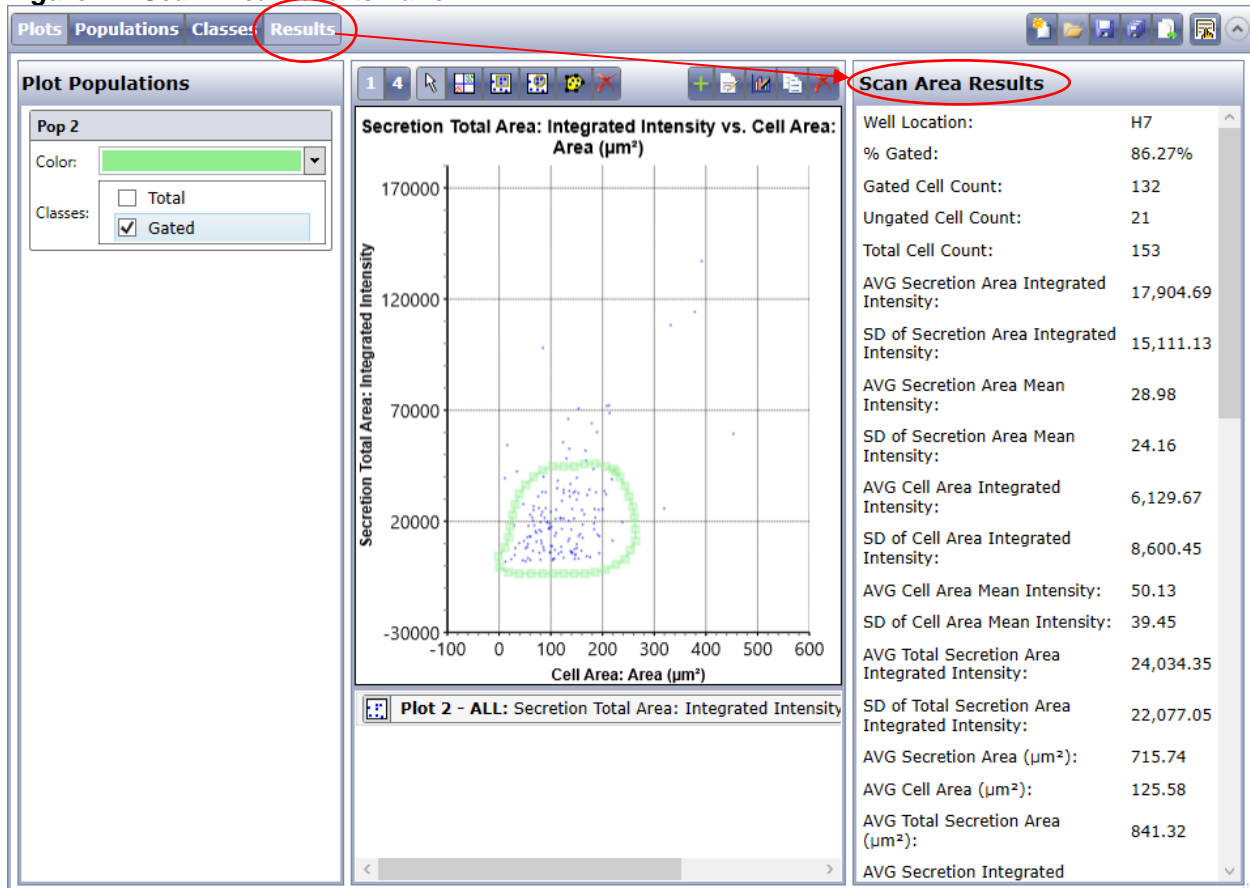 Plots Populations Classes Results
Plot Populations
Pop 2
Color:
Classes:
Total
Gated
1 4
Secretion Total Area: Integrated Intensity vs. Cell Area:
Area (µm²)
Secretion Total Area: Integrated Intensity
170000
120000
70000
20000
-30000
-100 0 100 200 300 400 500 600
Cell Area: Area (µm²)
Plot 2 - ALL: Secretion Total Area: Integrated Intensity
Scan Area Results
Well Location: H7
% Gated: 86.27%
Gated Cell Count: 132
Ungated Cell Count: 21
Total Cell Count: 153
AVG Secretion Area Integrated
Intensity: 17,904.69
SD of Secretion Area Integrated
Intensity: 15,111.13
AVG Secretion Area Mean
Intensity: 28.98
SD of Secretion Area Mean
Intensity: 24.16
AVG Cell Area Integrated
Intensity: 6,129.67
SD of Cell Area Integrated
Intensity: 8,600.45
AVG Cell Area Mean Intensity: 50.13
SD of Cell Area Mean Intensity: 39.45
AVG Total Secretion Area
Integrated Intensity: 24,034.35
SD of Total Secretion Area
Integrated Intensity: 22,077.05
AVG Secretion Area (µm²): 715.74
AVG Cell Area (µm²): 125.58
AVG Total Secretion Area
(µm²): 841.32
AVG Secretion Integrated